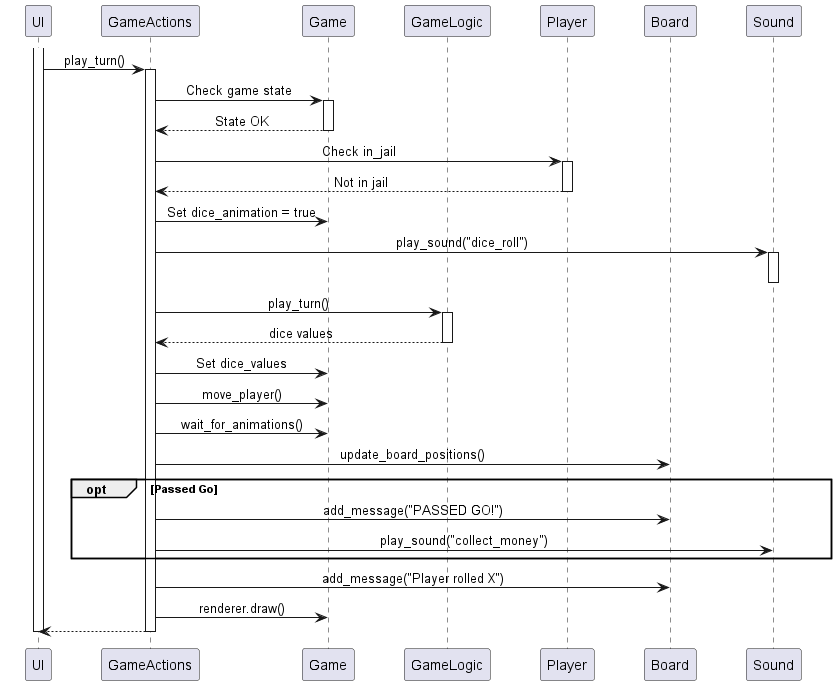 UI GameActions Game GameLogic Player Board Sound
play_turn()
Check game state
State OK
Check in_jail
Not in jail
Set dice_animation = true
play_sound("dice_roll")
play_turn()
dice values
Set dice_values
move_player()
wait_for_animations()
update_board_positions()
opt [Passed Go]
add_message("PASSED GO!")
play_sound("collect_money")
add_message("Player rolled X")
renderer.draw()
UI GameActions Game GameLogic Player Board Sound